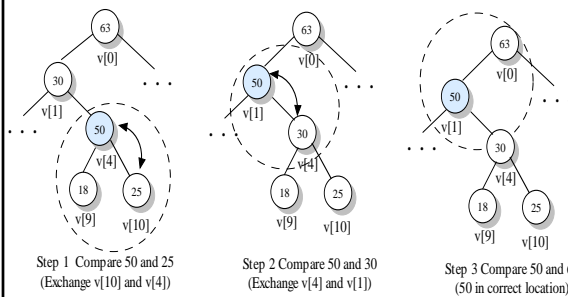 63
v[0]
30
v[1]
. . .
. . .
50
v[4]
18
25
v[9]
v[10]
Step 1 Compare 50 and 25
(Exchange v[10] and v[4])
63
v[0]
50
v[1]
. . .
. . .
30
v[4]
18
25
v[9]
v[10]
Step 2 Compare 50 and 30
(Exchange v[4] and v[1])
63
v[0]
50
v[1]
. .
. . .
30
v[4]
18
25
v[9]
v[10]
Step 3 Compare 50 and
(50 in correct location)